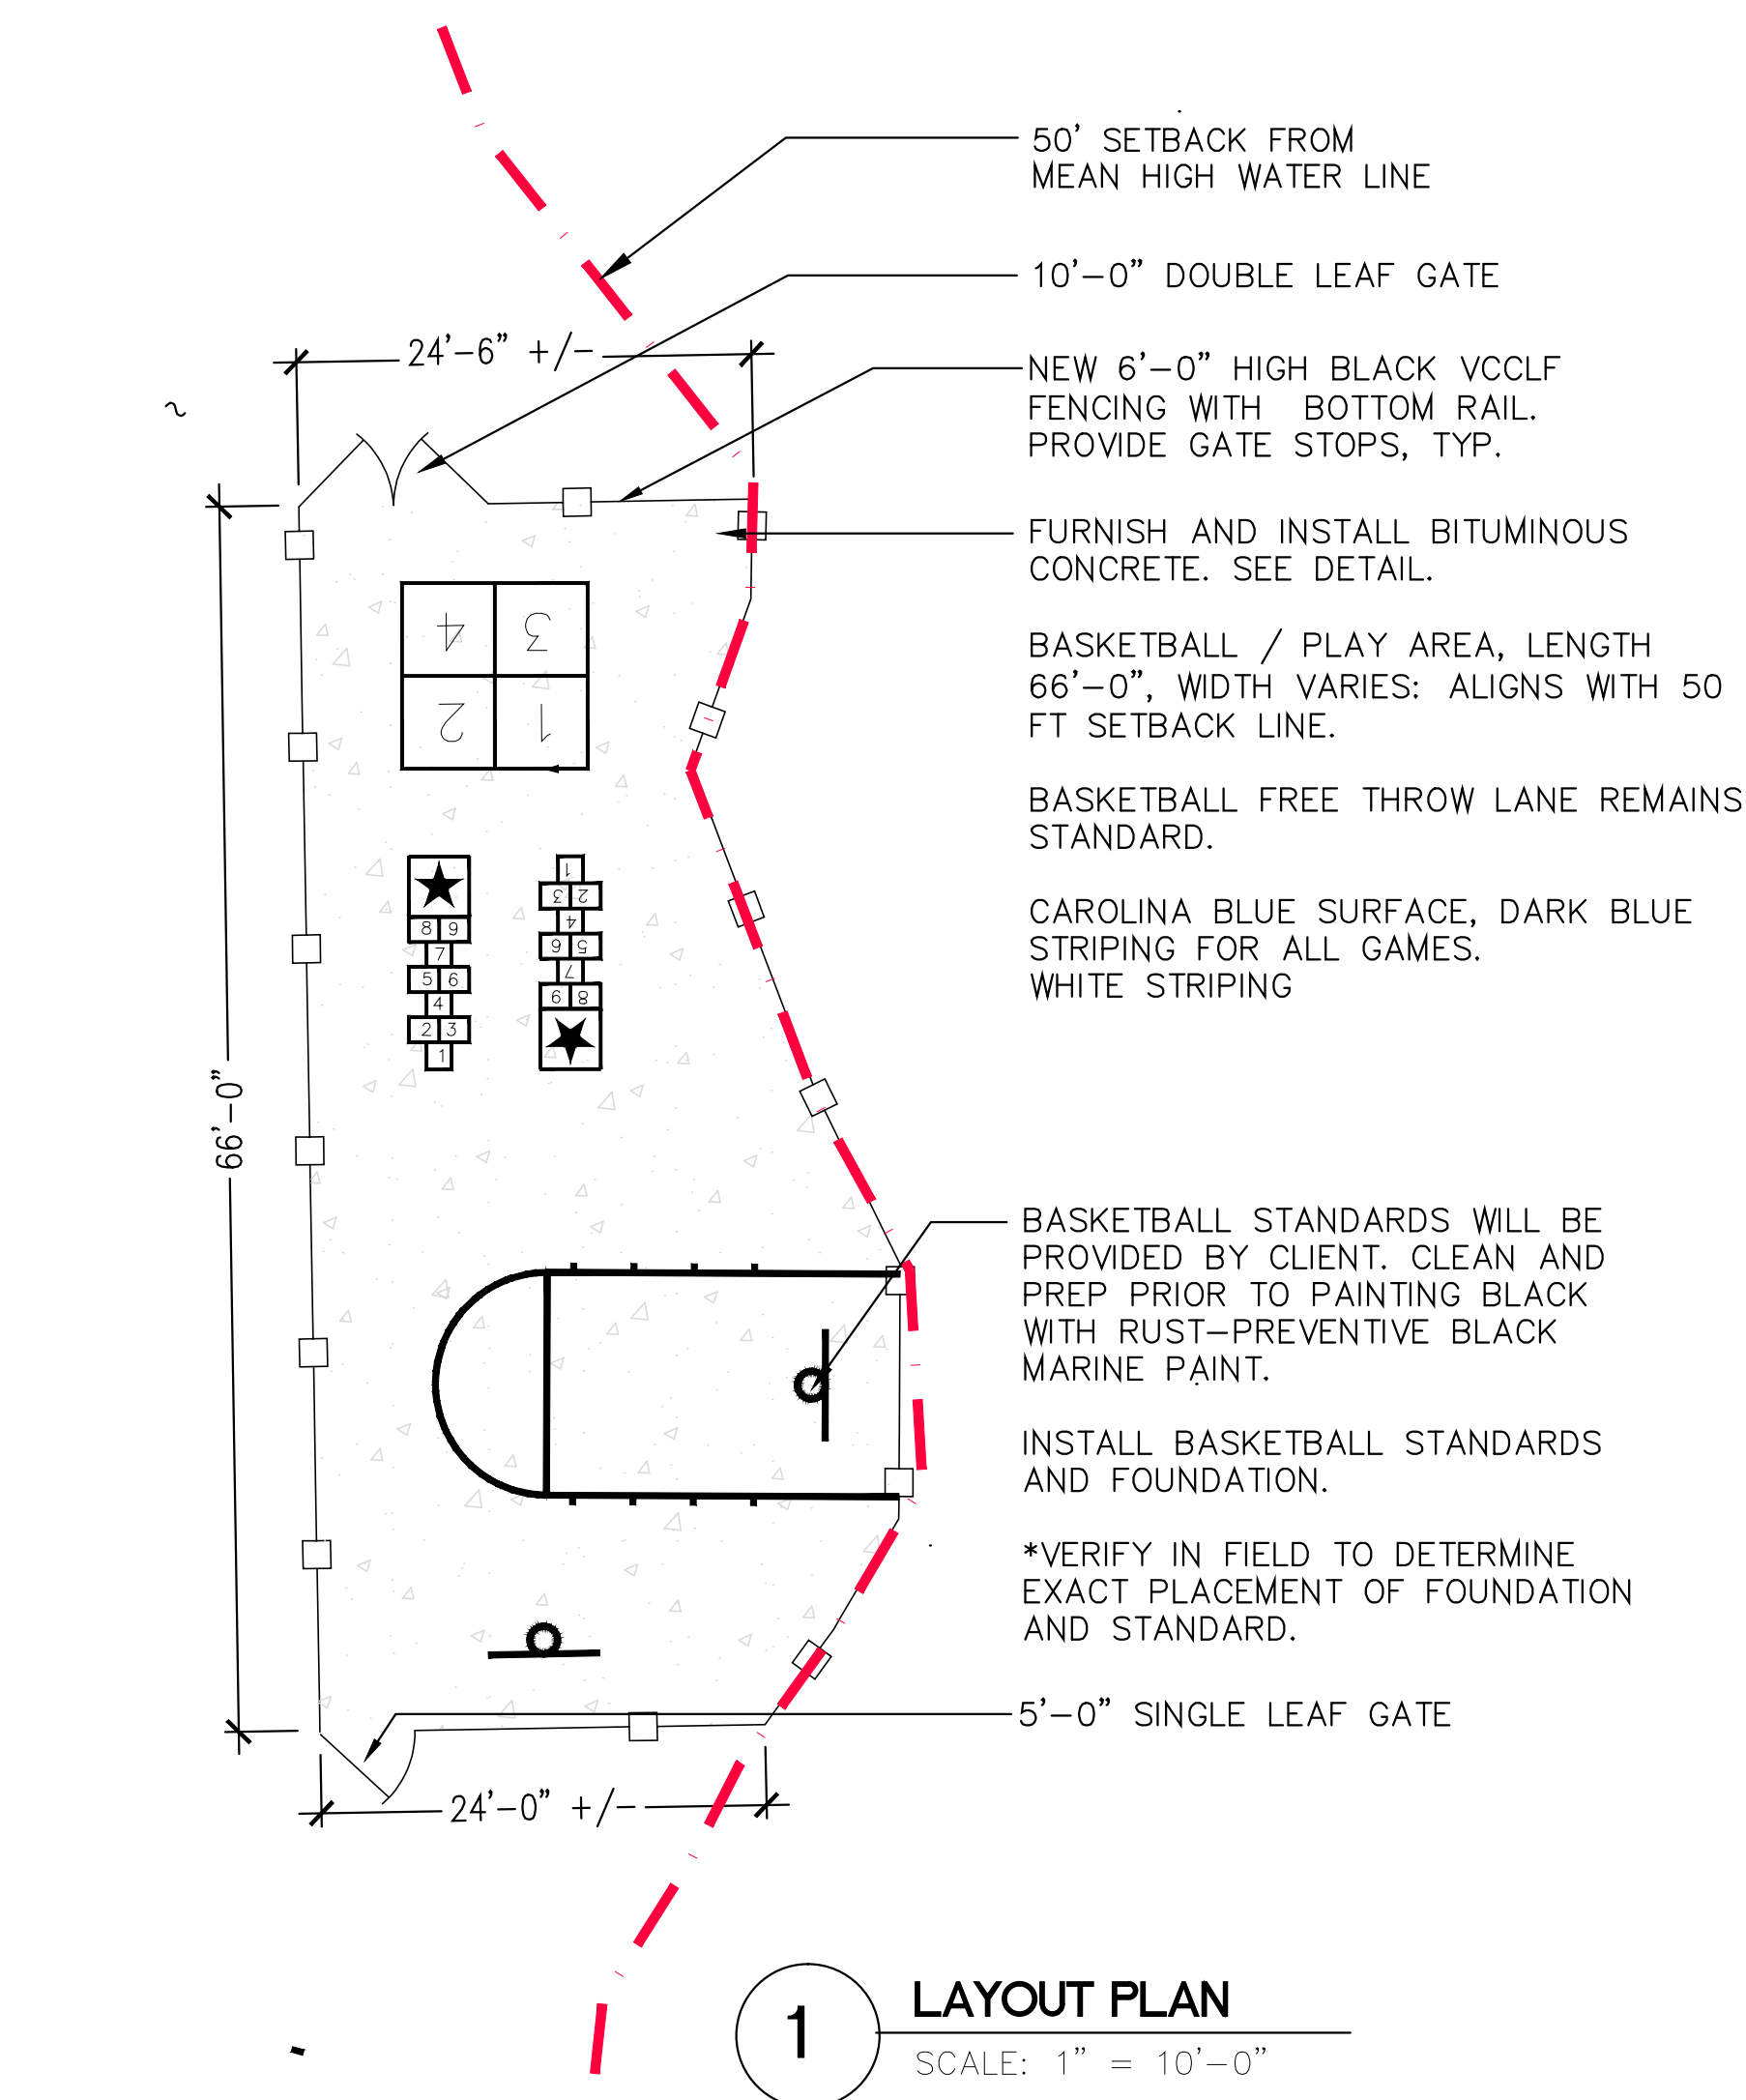 50' SETBACK FROM
MEAN HIGH WATER LINE
10'-0" DOUBLE LEAF GATE
24'-6" +/-
NEW 6'-0" HIGH BLACK VCCLF
FENCING WITH BOTTOM RAIL.
PROVIDE GATE STOPS, TYP.
FURNISH AND INSTALL BITUMINOUS
CONCRETE. SEE DETAIL.
4 3
2 1
BASKETBALL / PLAY AREA, LENGTH
66'-0", WIDTH VARIES: ALIGNS WITH 50
FT SETBACK LINE.
BASKETBALL FREE THROW LANE REMAINS
STANDARD.
CAROLINA BLUE SURFACE, DARK BLUE
STRIPING FOR ALL GAMES.
WHITE STRIPING
8 9
7
5 6
4
2 3
1
1
3 2
4
6 5
7
9 8
66'-0"
BASKETBALL STANDARDS WILL BE
PROVIDED BY CLIENT. CLEAN AND
PREP PRIOR TO PAINTING BLACK
WITH RUST-PREVENTIVE BLACK
MARINE PAINT.
INSTALL BASKETBALL STANDARDS
AND FOUNDATION.
*VERIFY IN FIELD TO DETERMINE
EXACT PLACEMENT OF FOUNDATION
AND STANDARD.
5'-0" SINGLE LEAF GATE
24'-0" +/-
1
LAYOUT PLAN
SCALE: 1" = 10'-0"